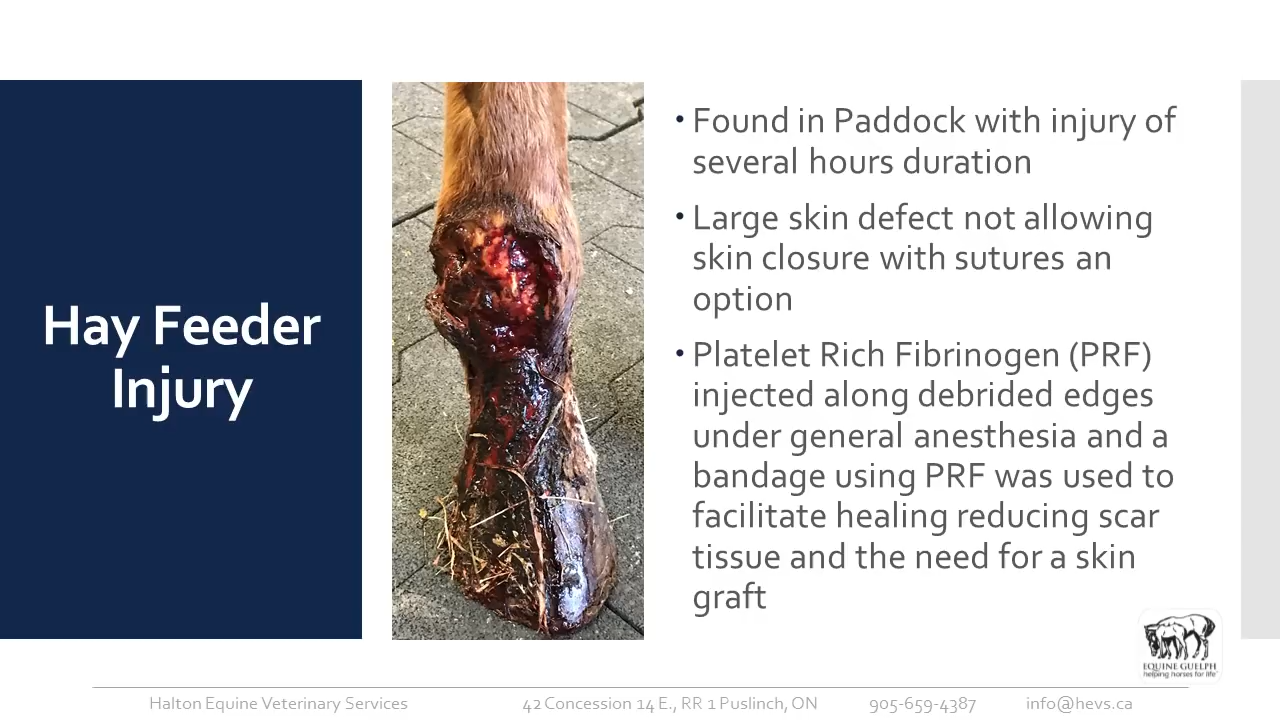 Hay Feeder
Injury
• Found in Paddock with injury of
several hours duration
• Large skin defect not allowing
skin closure with sutures an
option
• Platelet Rich Fibrinogen (PRF)
injected along debrided edges
under general anesthesia and a
bandage using PRF was used to
facilitate healing reducing scar
tissue and the need for a skin
graft
EQUINE GUELPH
helping horses for life™
Halton Equine Veterinary Services 42 Concession 14 E., RR 1 Puslinch, ON 905-659-4387 info@hevs.ca